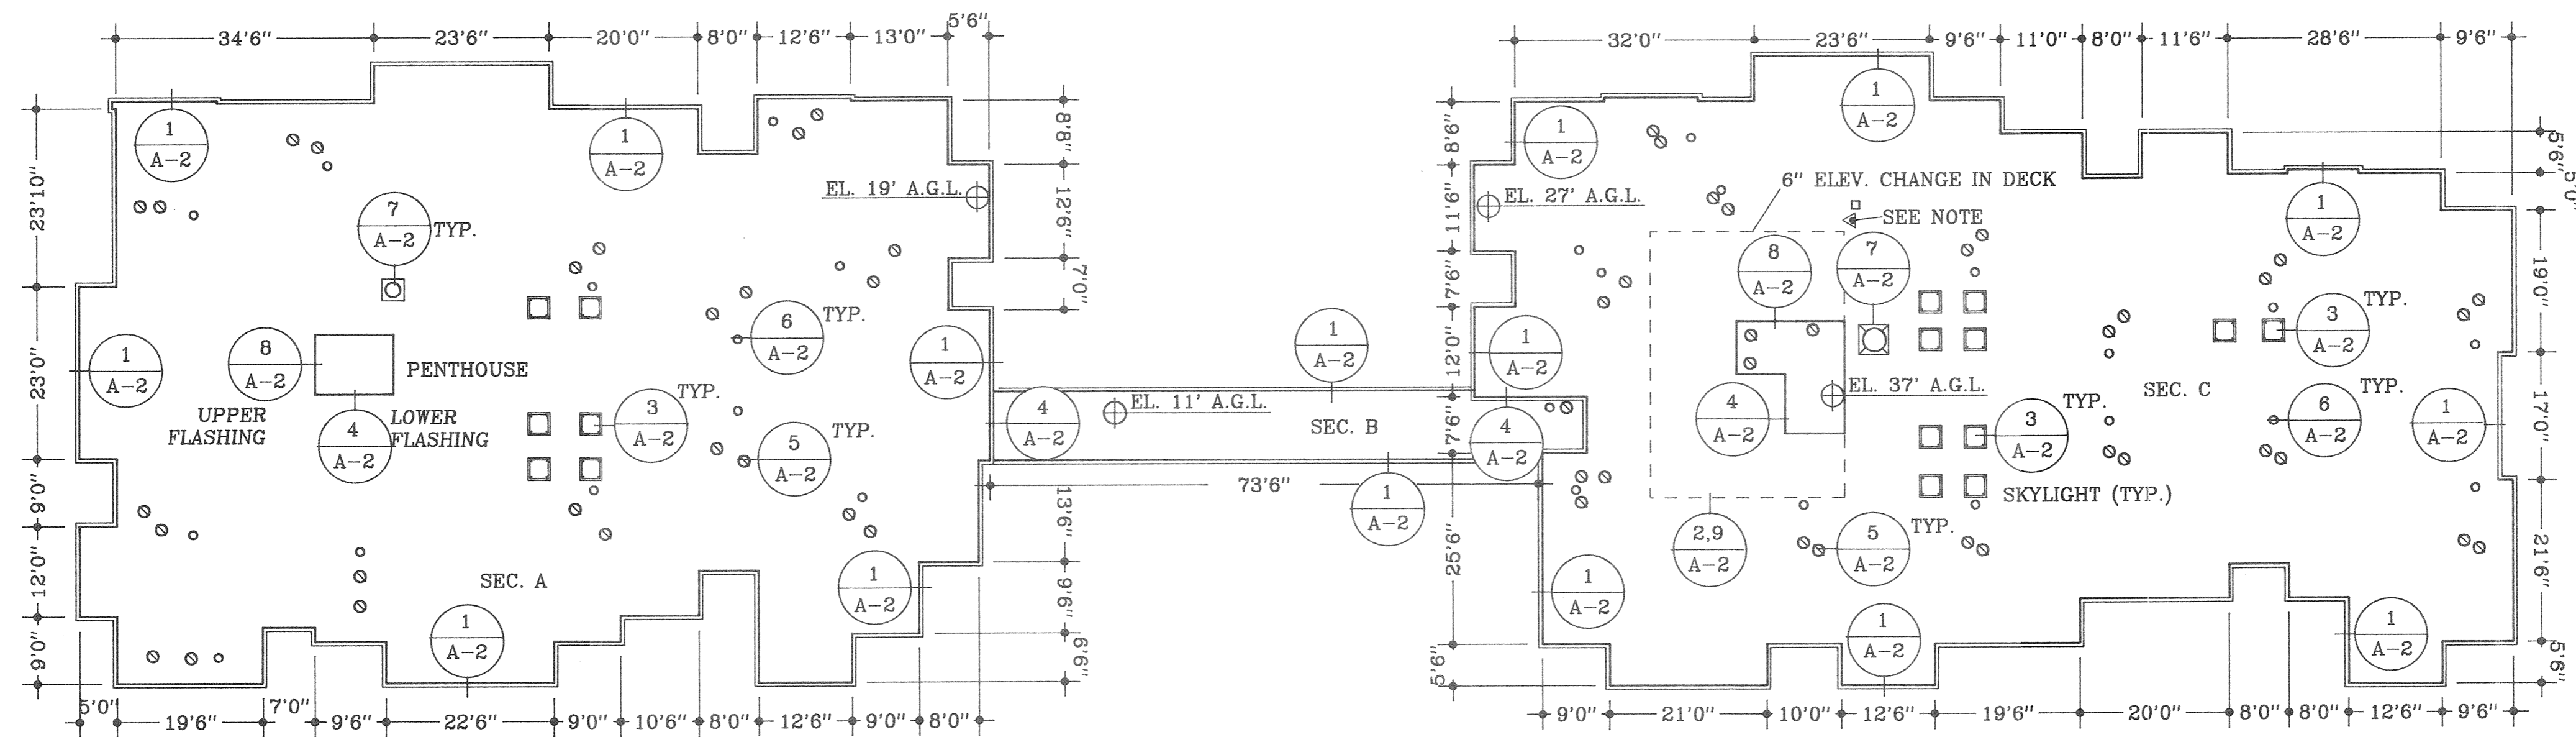 34'6" 23'6" 20'0" 8'0" 12'6" 13'0" 5'6"
32'0" 23'6" 9'6" 11'0" 8'0" 11'6" 28'6" 9'6"
23'10"
23'0"
9'0"
12'0"
9'0"
1
A-2
1
A-2
7
A-2
TYP.
EL. 19' A.G.L.
8'8"
12'6"
7'0"
6
A-2
TYP.
1
A-2
8
A-2
PENTHOUSE
UPPER
FLASHING
4
A-2
LOWER
FLASHING
3
A-2
TYP.
1
A-2
5
A-2
TYP.
SEC. A
1
A-2
1
A-2
13'6"
9'6"
6'6"
5'0" 19'6" 7'0" 9'6" 22'6" 9'0" 10'6" 8'0" 12'6" 9'0" 8'0"
4
A-2
EL. 11' A.G.L.
1
A-2
SEC. B
73'6"
1
A-2
4
A-2
8'6"
11'6"
7'6"
12'0"
7'6"
25'6"
5'6"
1
A-2
1
A-2
EL. 27' A.G.L.
6" ELEV. CHANGE IN DECK
SEE NOTE
8
A-2
7
A-2
1
A-2
4
A-2
EL. 37' A.G.L.
1
A-2
3
A-2
TYP.
SEC. C
3
A-2
TYP.
6
A-2
TYP.
1
A-2
SKYLIGHT (TYP.)
2,9
A-2
5
A-2
TYP.
1
A-2
1
A-2
1
A-2
5'6"
5'0"
19'0"
17'0"
21'6"
5'6"
9'0" 21'0" 10'0" 12'6" 19'6" 20'0" 8'0" 8'0" 12'6" 9'6"